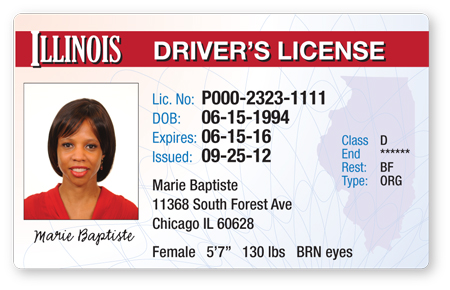 ILLINOIS DRIVER'S LICENSE
Lic. No: P000-2323-1111
DOB: 06-15-1994
Expires: 06-15-16
Issued: 09-25-12
Class D
End ******
Rest: BF
Type: ORG
Marie Baptiste
11368 South Forest Ave
Chicago IL 60628
Female 5'7" 130 lbs BRN eyes
Marie Baptiste